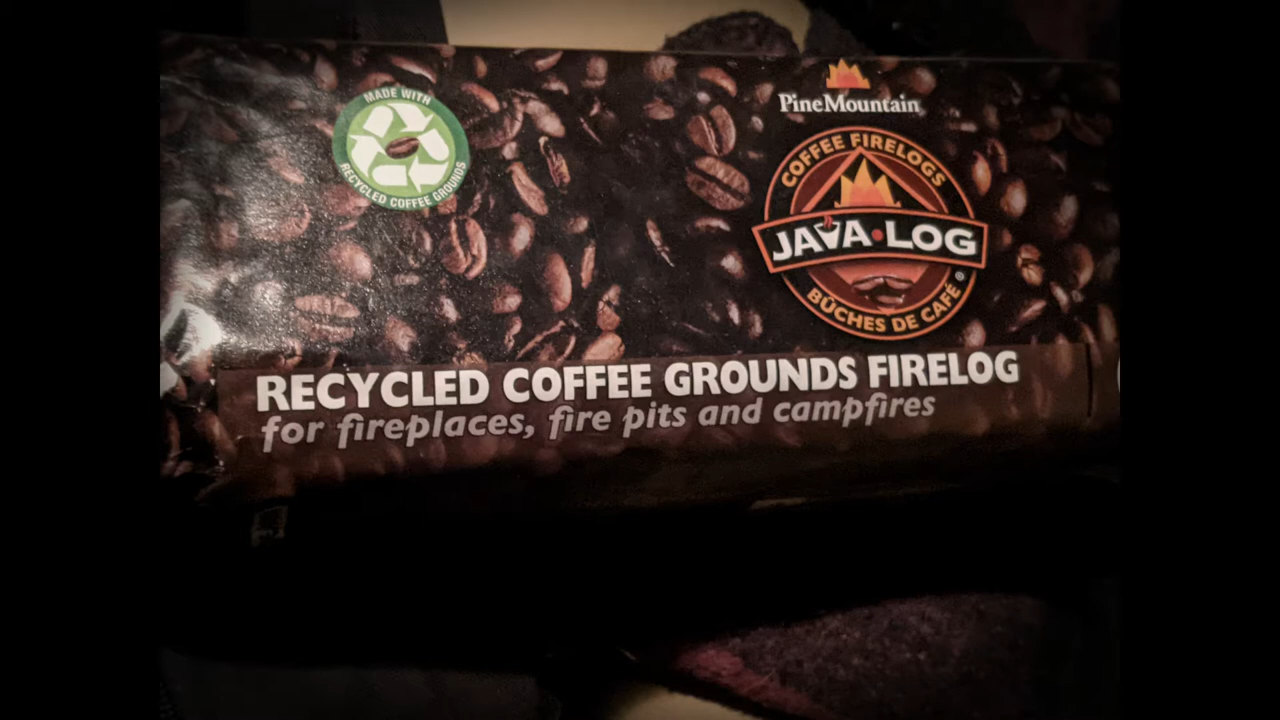 MADE WITH
RECYCLED COFFEE GROUNDS
PineMountain
COFFEE FIRELOGS
JAVA•LOG
BÛCHES DE CAFÉ ®
RECYCLED COFFEE GROUNDS FIRELOG
for fireplaces, fire pits and campfires